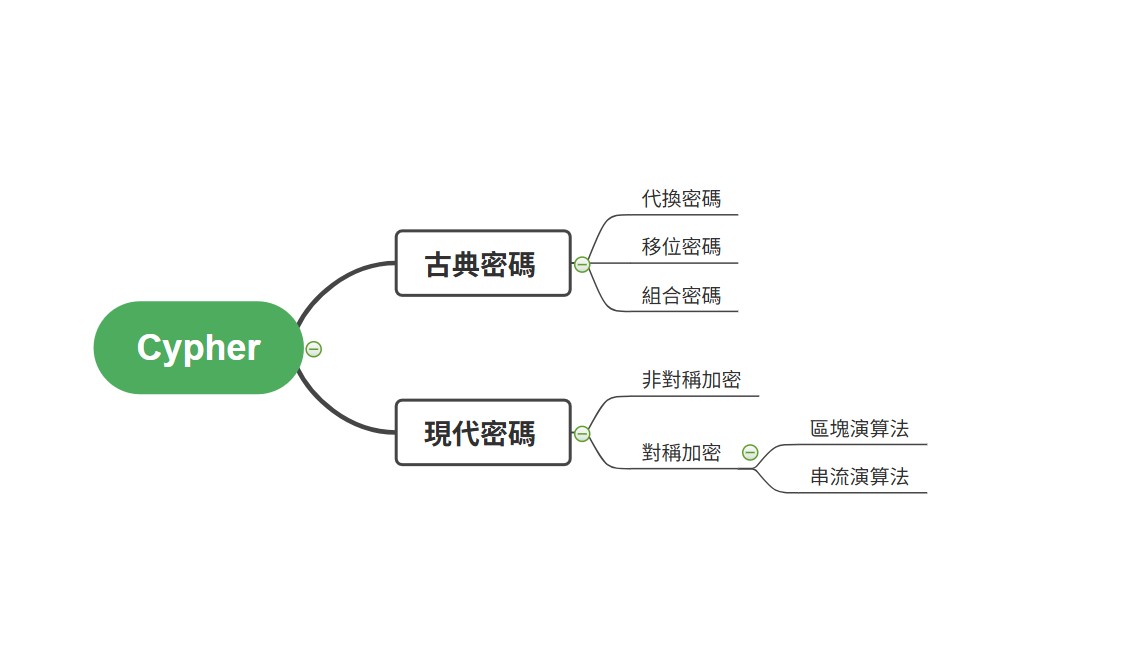 Cypher
古典密碼
代換密碼
移位密碼
組合密碼
現代密碼
非對稱加密
對稱加密
區塊演算法
串流演算法